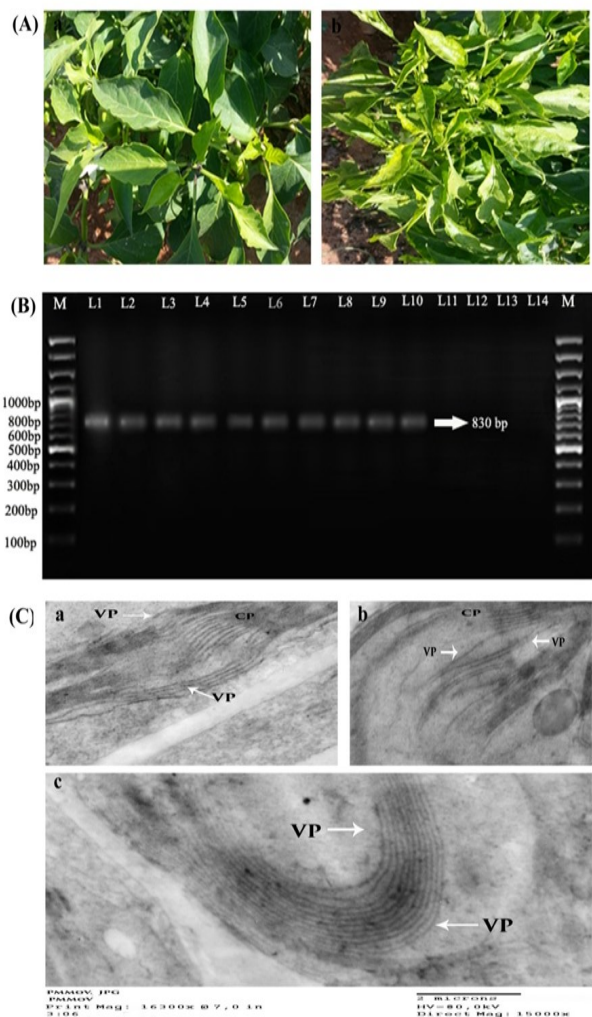 (A)
a
b
(B)
M L1 L2 L3 L4 L5 L6 L7 L8 L9 L10 L11 L12 L13 L14 M
1000bp
800bp
600bp
500bp
400bp
300bp
200bp
100bp
830 bp
(C)
a
VP
CP
VP
b
CP
VP
VP
c
VP
VP
PMMOV, JPG
PMMOV
Print Mag: 16300x @ 7,0 in
3:06
2 microns
HV=80,0kV
Direct Mag: 15000x